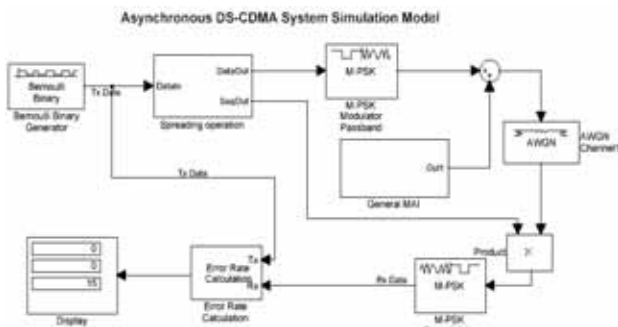 Asynchronous DS-CDMA System Simulation Model
Bernoulli
Binary
Bernoulli Binary
Generator
Tx Data
DataIn
DataOut
SeqOut
Spreading operation
M-PSK
M-PSK
Modulator
Passband
Out1
General MAI
AWGN
AWGN
Channel
Tx Data
Product
M-PSK
M-PSK
Rx Data
Tx
Rx
Error Rate
Calculation
Error Rate
Calculation
0
0
15
Display